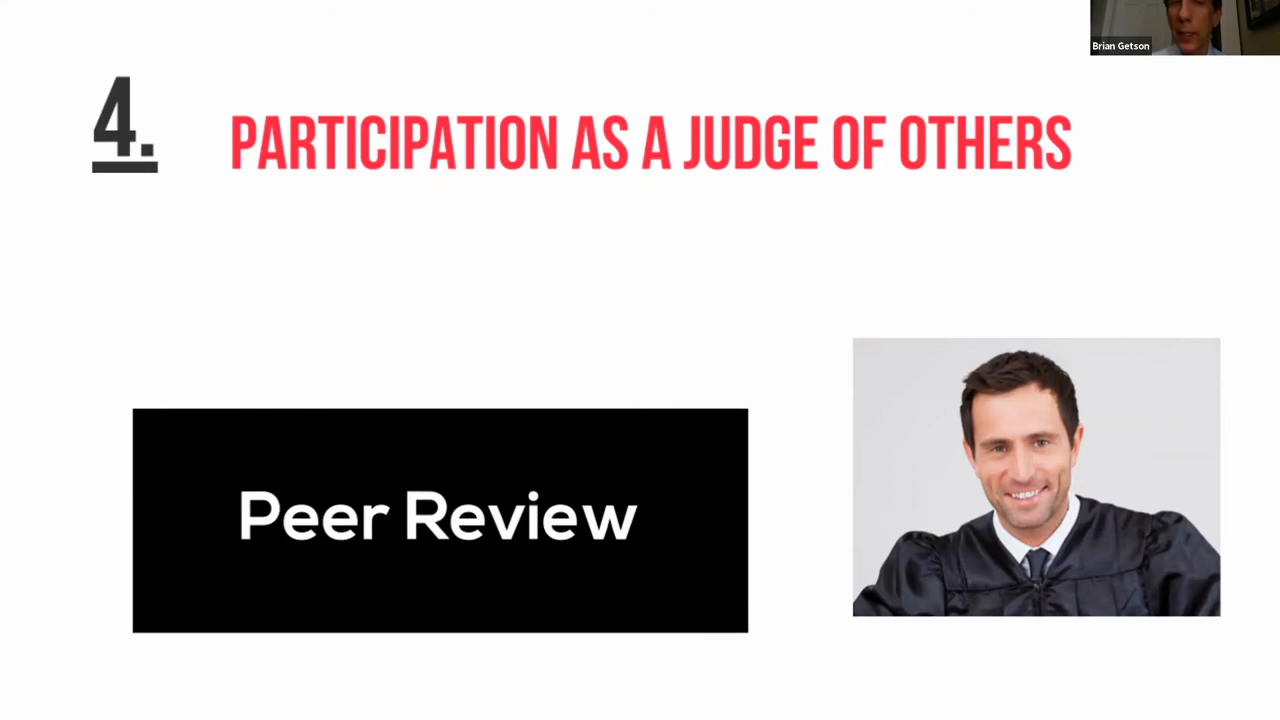 Brian Getson
4. PARTICIPATION AS A JUDGE OF OTHERS
Peer Review